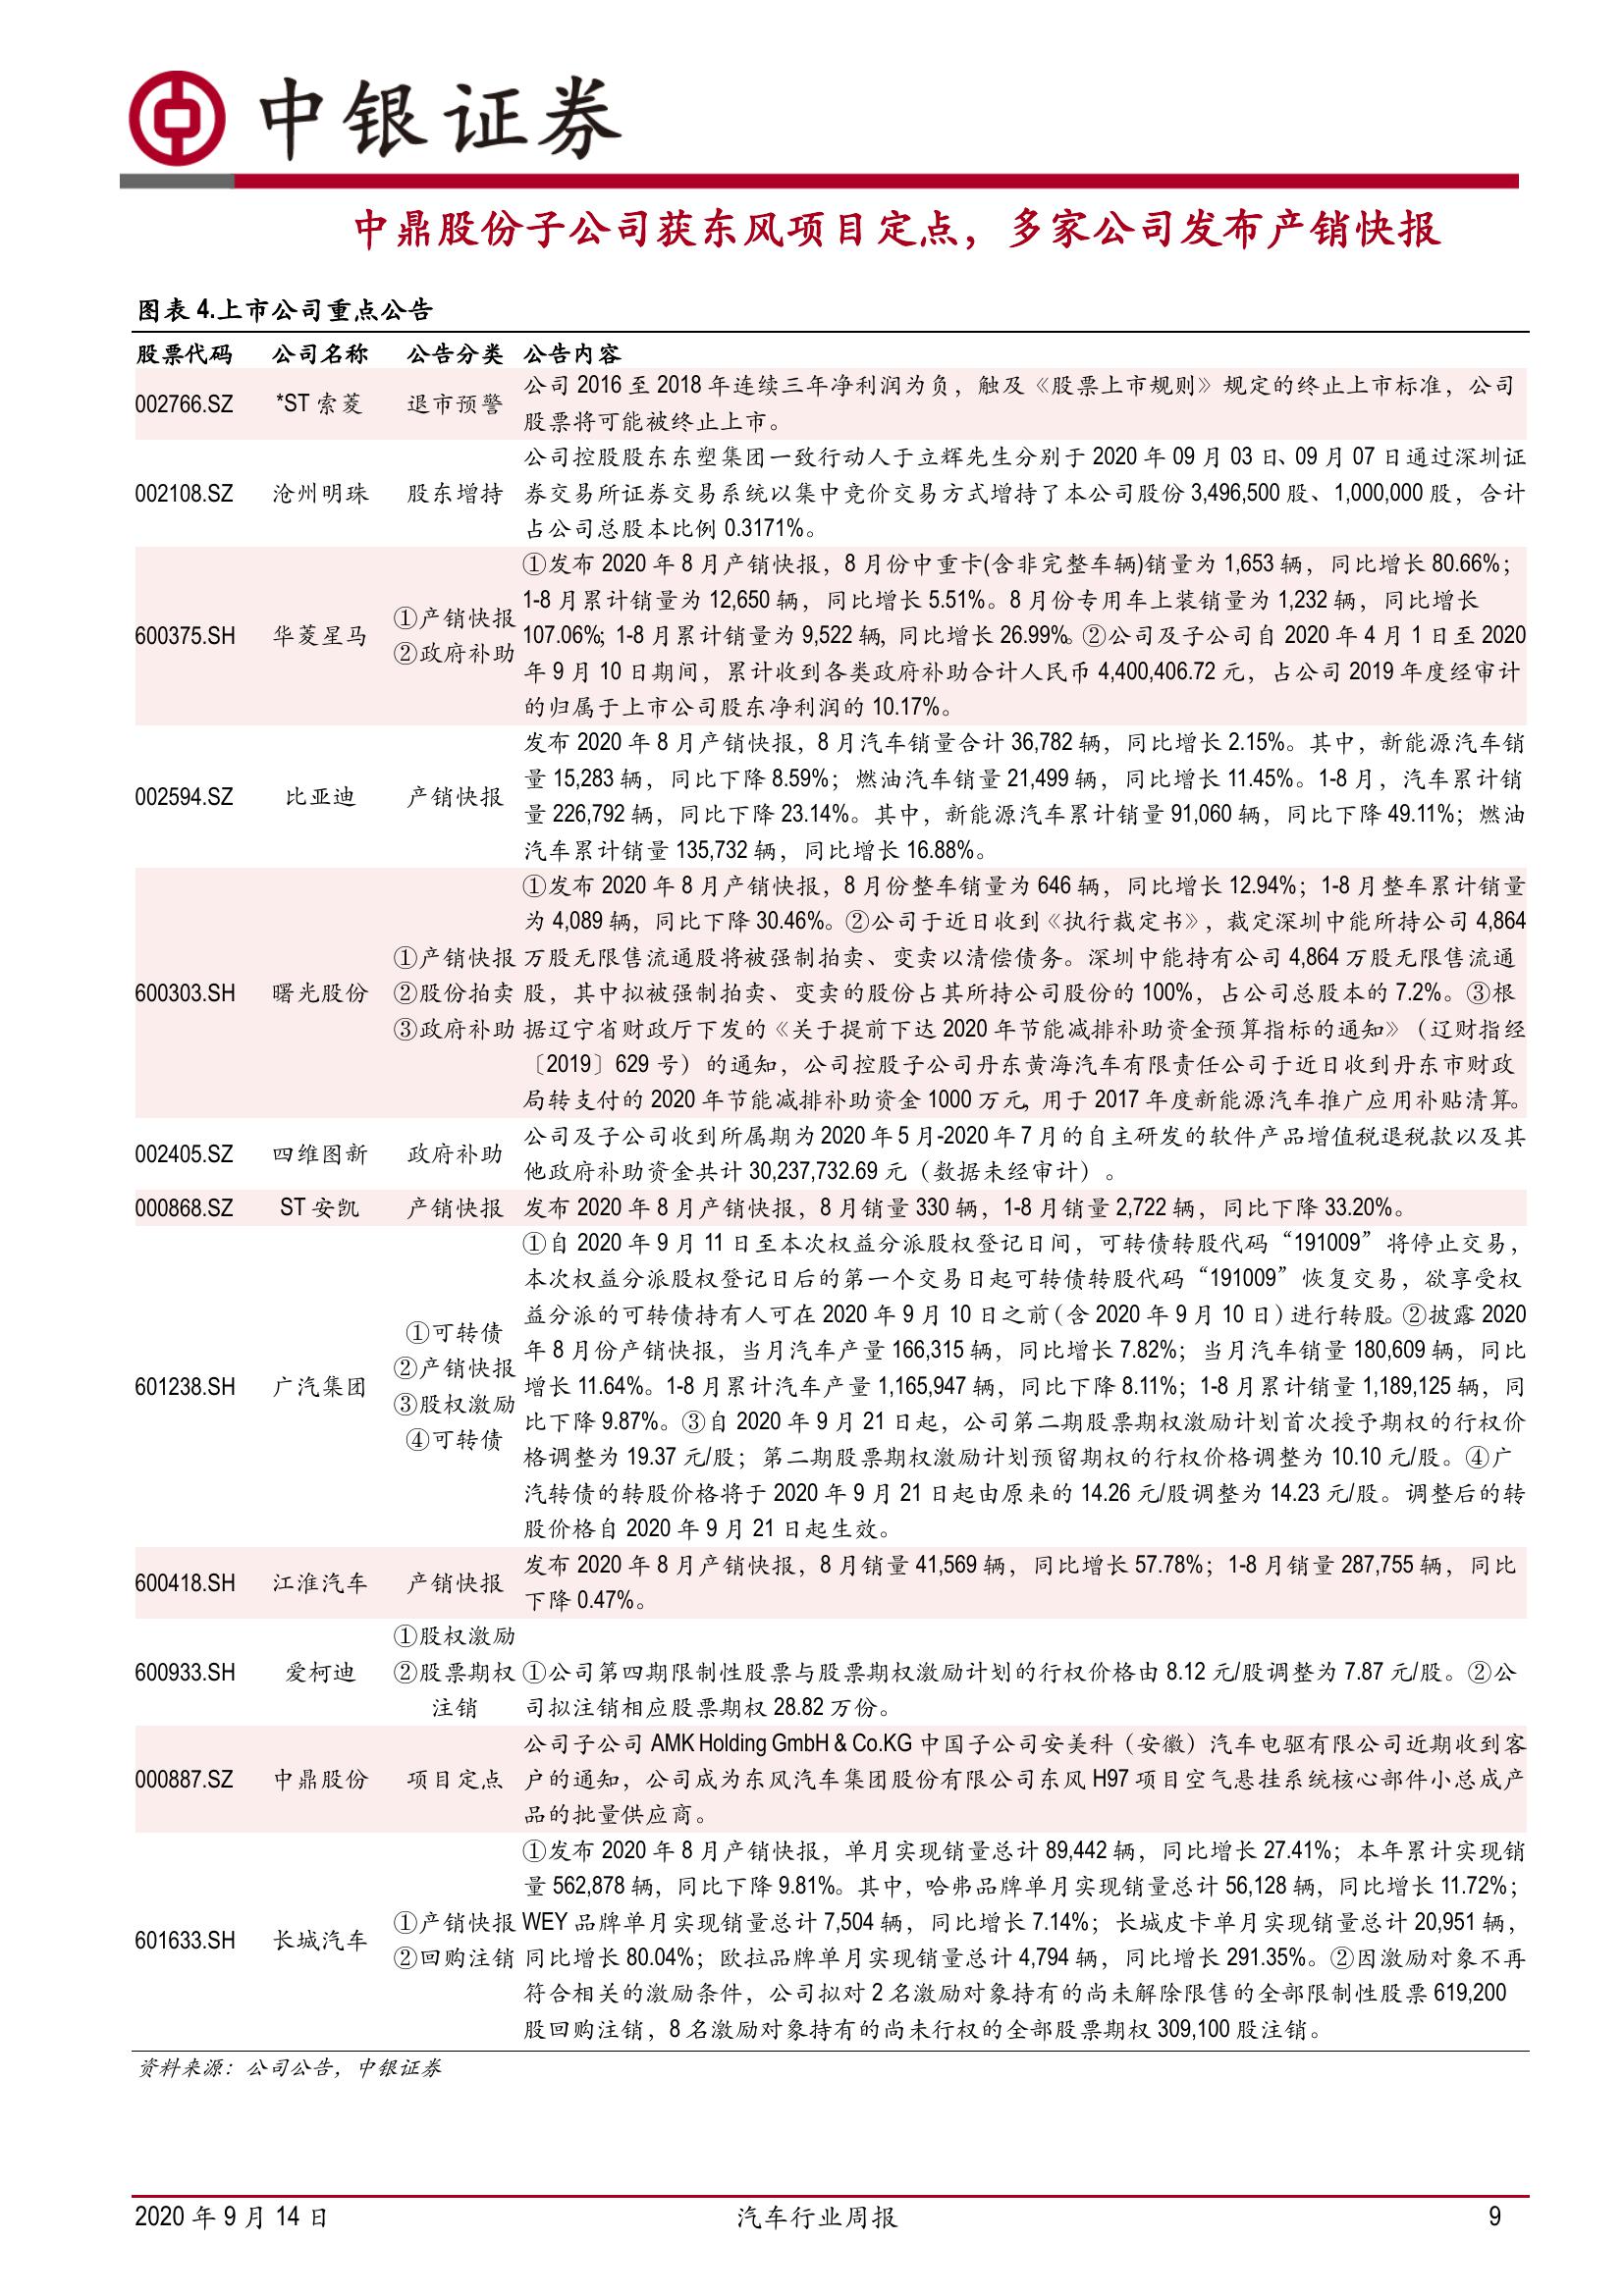 中银证券
中鼎股份子公司获东风项目定点，多家公司发布产销快报
图表 4.上市公司重点公告
股票代码 公司名称 公告分类 公告内容
002766.SZ *ST 索菱 退市预警
公司 2016 至 2018 年连续三年净利润为负，触及《股票上市规则》规定的终止上市标准，公司
股票将可能被终止上市。
002108.SZ 沧州明珠 股东增持
公司控股股东东塑集团一致行动人于立辉先生分别于 2020 年 09 月 03 日、09 月 07 日通过深圳证
券交易所证券交易系统以集中竞价交易方式增持了本公司股份 3,496,500 股、1,000,000 股，合计
占公司总股本比例 0.3171%。
600375.SH 华菱星马
①产销快报
②政府补助
①发布 2020 年 8 月产销快报，8 月份中重卡(含非完整车辆)销量为 1,653 辆，同比增长 80.66%；
1-8 月累计销量为 12,650 辆，同比增长 5.51%。8 月份专用车上装销量为 1,232 辆，同比增长
107.06%；1-8 月累计销量为 9,522 辆，同比增长 26.99%。②公司及子公司自 2020 年 4 月 1 日至 2020
年 9 月 10 日期间，累计收到各类政府补助合计人民币 4,400,406.72 元，占公司 2019 年度经审计
的归属于上市公司股东净利润的 10.17%。
002594.SZ 比亚迪 产销快报
发布 2020 年 8 月产销快报，8 月汽车销量合计 36,782 辆，同比增长 2.15%。其中，新能源汽车销
量 15,283 辆，同比下降 8.59%；燃油汽车销量 21,499 辆，同比增长 11.45%。1-8 月，汽车累计销
量 226,792 辆，同比下降 23.14%。其中，新能源汽车累计销量 91,060 辆，同比下降 49.11%；燃油
汽车累计销量 135,732 辆，同比增长 16.88%。
600303.SH 曙光股份
①产销快报
②股份拍卖
③政府补助
①发布 2020 年 8 月产销快报，8 月份整车销量为 646 辆，同比增长 12.94%；1-8 月整车累计销量
为 4,089 辆，同比下降 30.46%。②公司于近日收到《执行裁定书》，裁定深圳中能所持公司 4,864
万股无限售流通股将被强制拍卖、变卖以清偿债务。深圳中能持有公司 4,864 万股无限售流通
股，其中拟被强制拍卖、变卖的股份占其所持公司股份的 100%，占公司总股本的 7.2%。③根
据辽宁省财政厅下发的《关于提前下达 2020 年节能减排补助资金预算指标的通知》（辽财指经
〔2019〕629 号）的通知，公司控股子公司丹东黄海汽车有限责任公司于近日收到丹东市财政
局转支付的 2020 年节能减排补助资金 1000 万元，用于 2017 年度新能源汽车推广应用补贴清算。
002405.SZ 四维图新 政府补助
公司及子公司收到所属期为 2020 年 5 月-2020 年 7 月的自主研发的软件产品增值税退税款以及其
他政府补助资金共计 30,237,732.69 元（数据未经审计）。
000868.SZ ST 安凯 产销快报 发布 2020 年 8 月产销快报，8 月销量 330 辆，1-8 月销量 2,722 辆，同比下降 33.20%。
601238.SH 广汽集团
①可转债
②产销快报
③股权激励
④可转债
①自 2020 年 9 月 11 日至本次权益分派股权登记日间，可转债转股代码“191009”将停止交易，
本次权益分派股权登记日后的第一个交易日起可转债转股代码“191009”恢复交易，欲享受权
益分派的可转债持有人可在 2020 年 9 月 10 日之前(含 2020 年 9 月 10 日)进行转股。②披露 2020
年 8 月份产销快报，当月汽车产量 166,315 辆，同比增长 7.82%；当月汽车销量 180,609 辆，同比
增长 11.64%。1-8 月累计汽车产量 1,165,947 辆，同比下降 8.11%；1-8 月累计销量 1,189,125 辆，同
比下降 9.87%。③自 2020 年 9 月 21 日起，公司第二期股票期权激励计划首次授予期权的行权价
格调整为 19.37 元/股；第二期股票期权激励计划预留期权的行权价格调整为 10.10 元/股。④广
汽转债的转股价格将于 2020 年 9 月 21 日起由原来的 14.26 元/股调整为 14.23 元/股。调整后的转
股价格自 2020 年 9 月 21 日起生效。
600418.SH 江淮汽车 产销快报
发布 2020 年 8 月产销快报，8 月销量 41,569 辆，同比增长 57.78%；1-8 月销量 287,755 辆，同比
下降 0.47%。
600933.SH 爱柯迪
①股权激励
②股票期权
注销
①公司第四期限制性股票与股票期权激励计划的行权价格由 8.12 元/股调整为 7.87 元/股。②公
司拟注销相应股票期权 28.82 万份。
000887.SZ 中鼎股份 项目定点
公司子公司 AMK Holding GmbH & Co.KG 中国子公司安美科（安徽）汽车电驱有限公司近期收到客
户的通知，公司成为东风汽车集团股份有限公司东风 H97 项目空气悬挂系统核心部件小总成产
品的批量供应商。
601633.SH 长城汽车
①产销快报
②回购注销
①发布 2020 年 8 月产销快报，单月实现销量总计 89,442 辆，同比增长 27.41%；本年累计实现销
量 562,878 辆，同比下降 9.81%。其中，哈弗品牌单月实现销量总计 56,128 辆，同比增长 11.72%；
WEY 品牌单月实现销量总计 7,504 辆，同比增长 7.14%；长城皮卡单月实现销量总计 20,951 辆，
同比增长 80.04%；欧拉品牌单月实现销量总计 4,794 辆，同比增长 291.35%。②因激励对象不再
符合相关的激励条件，公司拟对 2 名激励对象持有的尚未解除限售的全部限制性股票 619,200
股回购注销，8 名激励对象持有的尚未行权的全部股票期权 309,100 股注销。
资料来源：公司公告，中银证券
2020 年 9 月 14 日 汽车行业周报 9